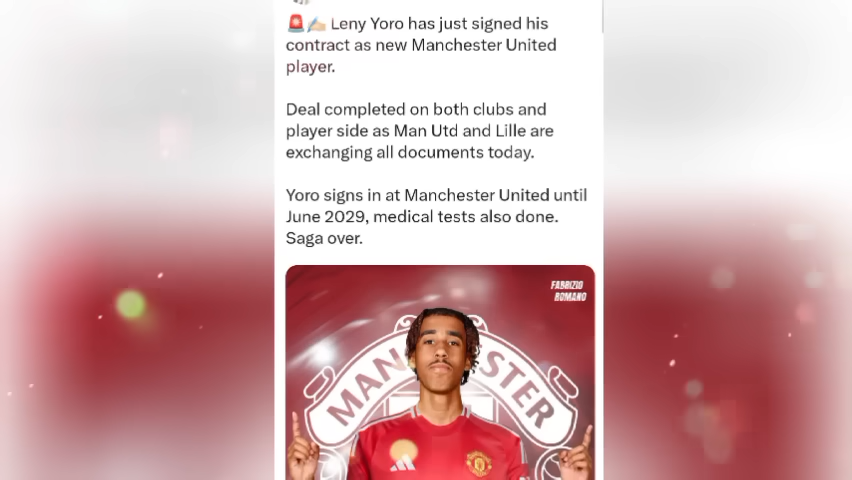 🚨✍🏻 Leny Yoro has just signed his
contract as new Manchester United
player.
Deal completed on both clubs and
player side as Man Utd and Lille are
exchanging all documents today.
Yoro signs in at Manchester United until
June 2029, medical tests also done.
Saga over.
FABRIZIO
ROMANO
MAN STER